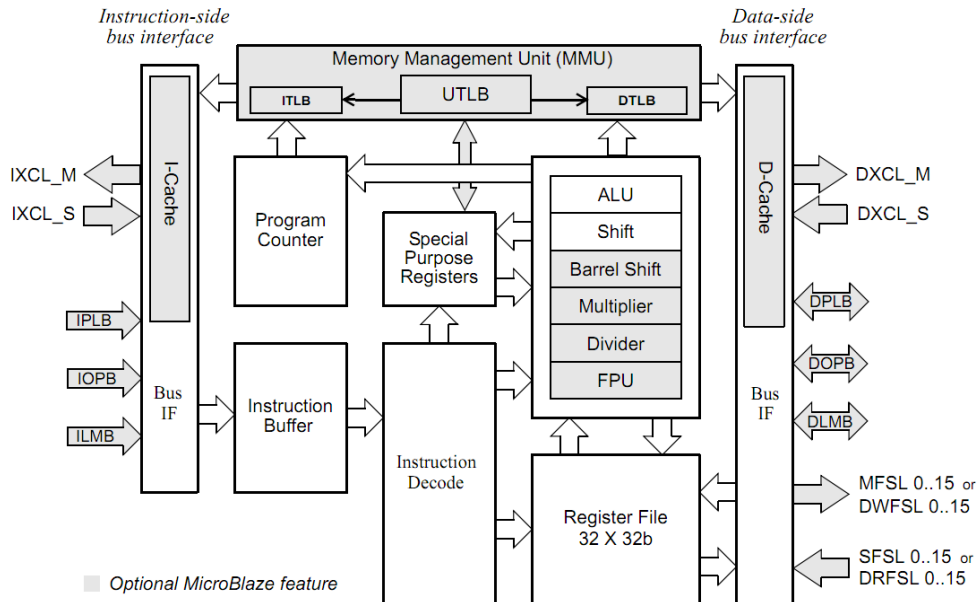 Instruction-side
bus interface
Data-side
bus interface
Memory Management Unit (MMU)
ITLB
UTLB
DTLB
I-Cache
D-Cache
IXCL_M
IXCL_S
DXCL_M
DXCL_S
Program
Counter
Special
Purpose
Registers
ALU
Shift
Barrel Shift
Multiplier
Divider
FPU
IPLB
IOPB
ILMB
Bus
IF
Instruction
Buffer
Instruction
Decode
Register File
32 X 32b
Bus
IF
DPLB
DOPB
DLMB
MFSL 0..15 or
DWFSL 0..15
SFSL 0..15 or
DRFSL 0..15
Optional MicroBlaze feature